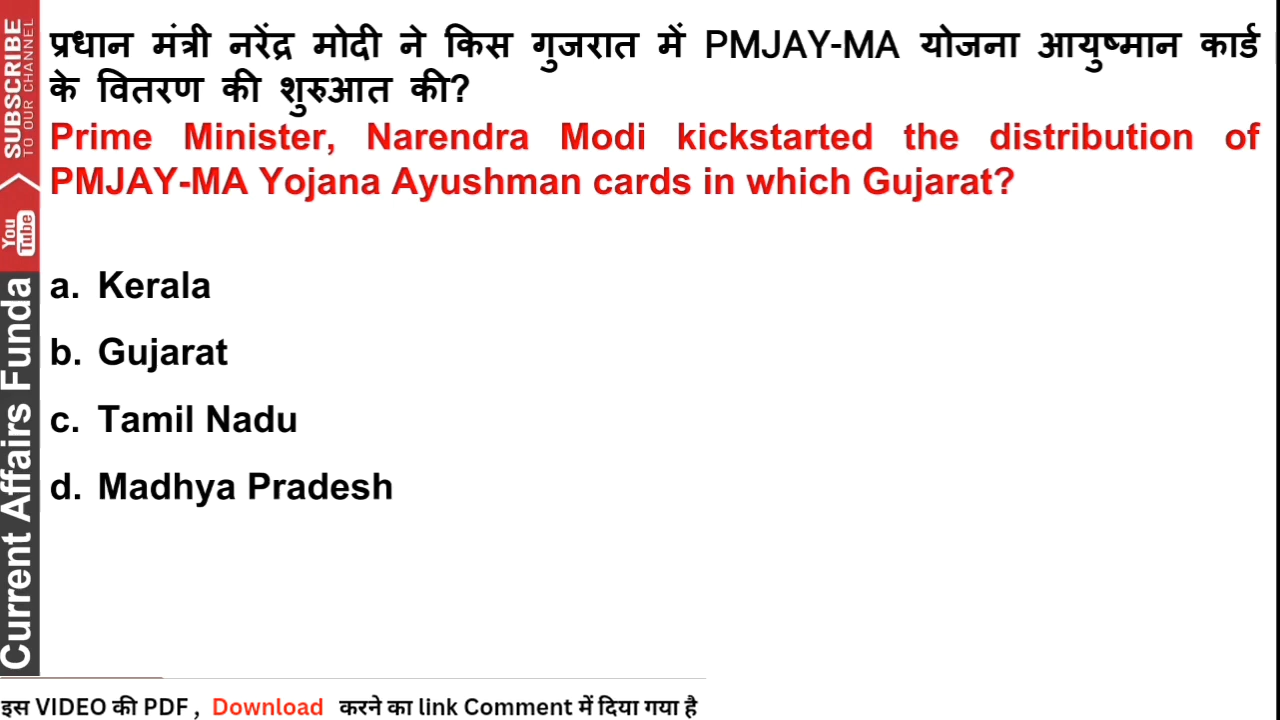 प्रधान मंत्री नरेंद्र मोदी ने किस गुजरात में PMJAY-MA योजना आयुष्मान कार्ड
के वितरण की शुरुआत की?
Prime Minister, Narendra Modi kickstarted the distribution of
PMJAY-MA Yojana Ayushman cards in which Gujarat?
a. Kerala
b. Gujarat
c. Tamil Nadu
d. Madhya Pradesh
SUBSCRIBE
TO OUR CHANNEL
You
Tube
Current Affairs Funda
इस VIDEO की PDF , Download करने का link Comment में दिया गया है